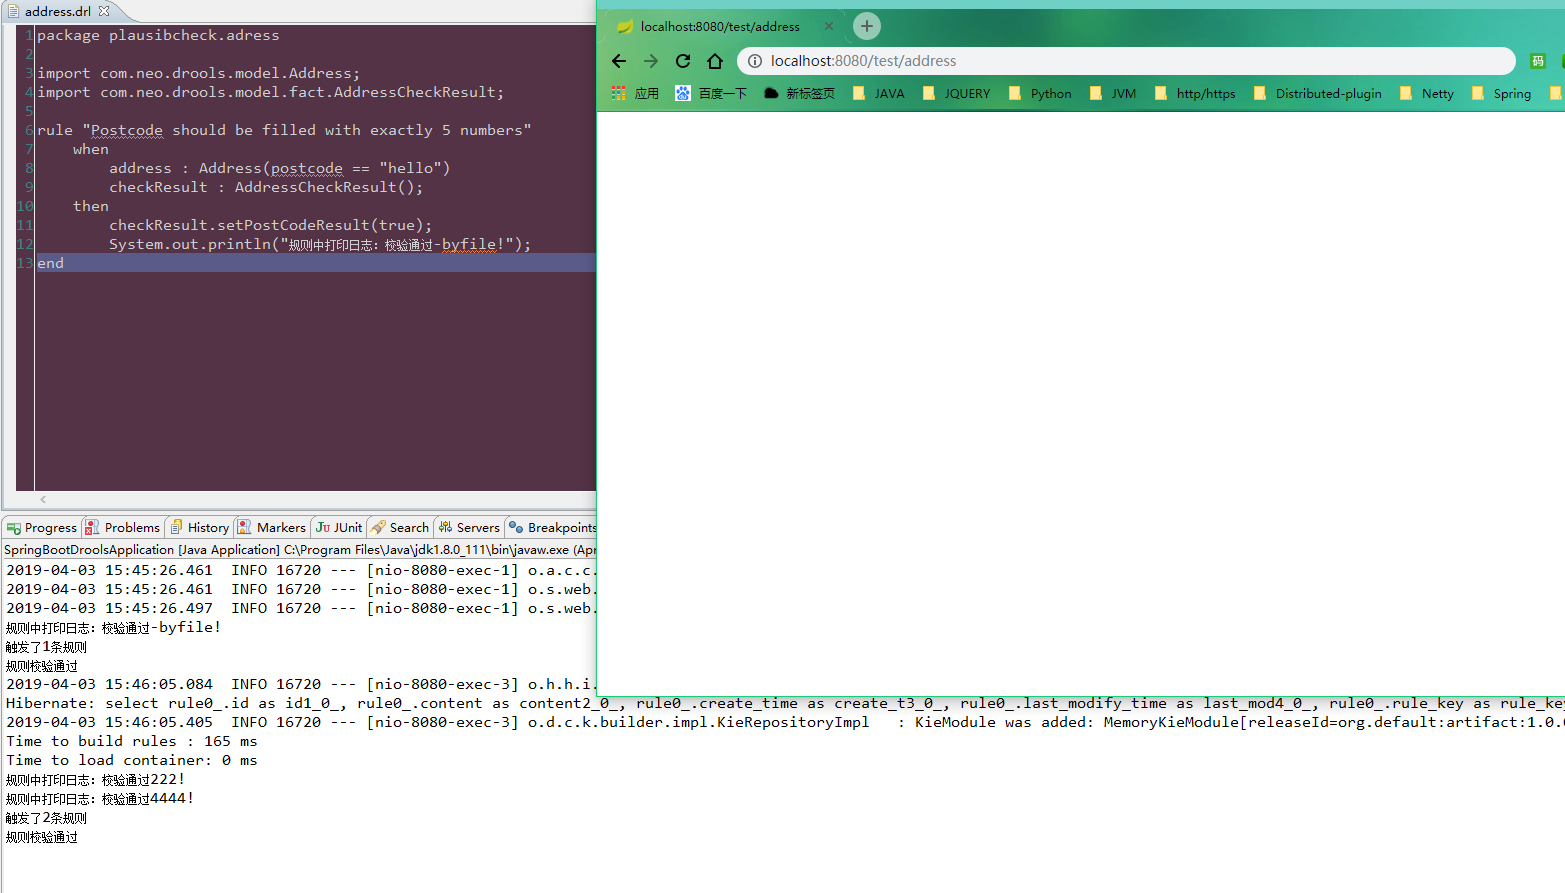 address.drl
1 package plausibcheck.adress
2
3 import com.neo.drools.model.Address;
4 import com.neo.drools.model.fact.AddressCheckResult;
5
6 rule "Postcode should be filled with exactly 5 numbers"
7 when
8 address : Address(postcode == "hello")
9 checkResult : AddressCheckResult();
10 then
11 checkResult.setPostCodeResult(true);
12 System.out.println("规则中打印日志：校验通过-byfile!");
13 end
localhost:8080/test/address
localhost:8080/test/address
码
应用 百度一下 新标签页 JAVA JQUERY Python JVM http/https Distributed-plugin Netty Spring
Progress Problems History Markers JUnit Search Servers Breakpoints
SpringBootDroolsApplication [Java Application] C:\Program Files\Java\jdk1.8.0_111\bin\javaw.exe (Apr
2019-04-03 15:45:26.461 INFO 16720 --- [nio-8080-exec-1] o.a.c.c.
2019-04-03 15:45:26.461 INFO 16720 --- [nio-8080-exec-1] o.s.web.
2019-04-03 15:45:26.497 INFO 16720 --- [nio-8080-exec-1] o.s.web.
规则中打印日志：校验通过-byfile!
触发了1条规则
规则校验通过
2019-04-03 15:46:05.084 INFO 16720 --- [nio-8080-exec-3] o.h.h.i.
Hibernate: select rule0_.id as id1_0_, rule0_.content as content2_0_, rule0_.create_time as create_t3_0_, rule0_.last_modify_time as last_mod4_0_, rule0_.rule_key as rule_key
2019-04-03 15:46:05.405 INFO 16720 --- [nio-8080-exec-3] o.d.c.k.builder.impl.KieRepositoryImpl : KieModule was added: MemoryKieModule[releaseId=org.default:artifact:1.0.0
Time to build rules : 165 ms
Time to load container: 0 ms
规则中打印日志：校验通过222!
规则中打印日志：校验通过4444!
触发了2条规则
规则校验通过